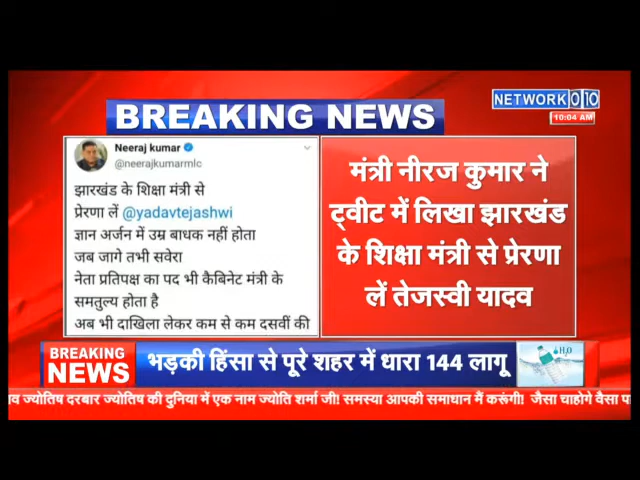 NETWORK 10
10:04 AM
BREAKING NEWS
Neeraj kumar
@neerajkumarmlc
झारखंड के शिक्षा मंत्री से
प्रेरणा लें @yadavtejashwi
ज्ञान अर्जन में उम्र बाधक नहीं होता
जब जागे तभी सवेरा
नेता प्रतिपक्ष का पद भी कैबिनेट मंत्री के
समतुल्य होता है
अब भी दाखिला लेकर कम से कम दसवीं की
मंत्री नीरज कुमार ने
ट्वीट में लिखा झारखंड
के शिक्षा मंत्री से प्रेरणा
लें तेजस्वी यादव
BREAKING
NEWS
भड़की हिंसा से पूरे शहर में धारा 144 लागू
H₂O
ज्योतिष दरबार ज्योतिष की दुनिया में एक नाम ज्योति शर्मा जी! समस्या आपकी समाधान मैं करूंगी! जैसा चाहोगे वैसा